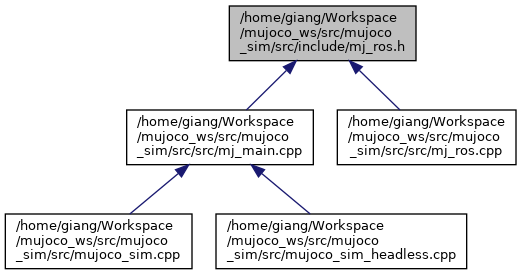 /home/giang/Workspace
/mujoco_ws/src/mujoco
_sim/src/include/mj_ros.h
/home/giang/Workspace
/mujoco_ws/src/mujoco
_sim/src/src/mj_main.cpp
/home/giang/Workspace
/mujoco_ws/src/mujoco
_sim/src/src/mj_ros.cpp
/home/giang/Workspace
/mujoco_ws/src/mujoco
_sim/src/mujoco_sim.cpp
/home/giang/Workspace
/mujoco_ws/src/mujoco
_sim/src/mujoco_sim_headless.cpp